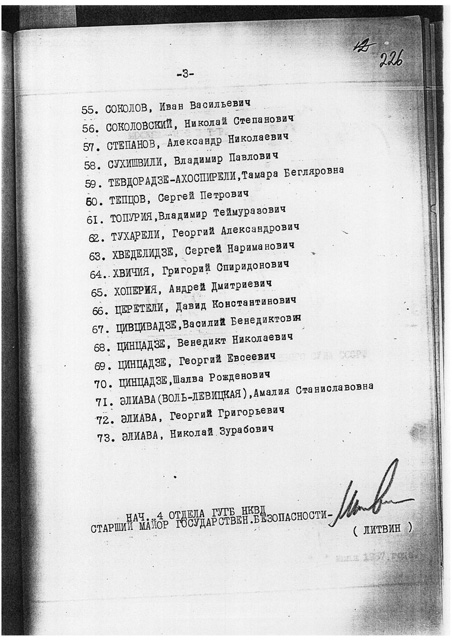 226
-3-
55. СОКОЛОВ, Иван Васильевич
56. СОКОЛОВСКИЙ, Николай Степанович
57. СТЕПАНОВ, Александр Николаевич
58. СУХИШВИЛИ, Владимир Павлович
59. ТЕВДОРАДЗЕ-АХОСПИРЕЛИ,Тамара Бегляровна
60. ТЕПЦОВ, Сергей Петрович
61. ТОПУРИЯ,Владимир Теймуразович
62. ТУХАРЕЛИ, Георгий Александрович
63. ХВЕДЕЛИДЗЕ, Сергей Нариманович
64. ХВИЧИЯ, Григорий Спиридонович
65. ХОПЕРИЯ, Андрей Дмитриевич
66. ЦЕРЕТЕЛИ, Давид Константинович
67. ЦИВЦИВАДЗЕ,Василий Бенедиктовия
68. ЦИНЦАДЗЕ, Венедикт Николаевич
69. ЦИНЦАДЗЕ, Георгий Евсеевич
70. ЦИНЦАДЗЕ,Шалва Рожденович
71. ЭЛИАВА(ВОЛЬ-ЛЕВИЦКАЯ),Амалия Станиславовна
72. ЭЛИАВА, Георгий Григорьевич
73. ЭЛИАВА, Николай Зурабович
НАЧ. 4 ОТДЕЛА ГУГБ НКВД
СТАРШИЙ МАЙОР ГОСУДАРСТВЕН.БЕЗОПАСНОСТИ-
( ЛИТВИН )